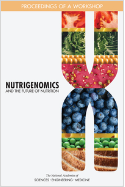 PROCEEDINGS OF A WORKSHOP
NUTRIGENOMICS
AND THE FUTURE OF NUTRITION
The National Academies of
SCIENCES • ENGINEERING • MEDICINE